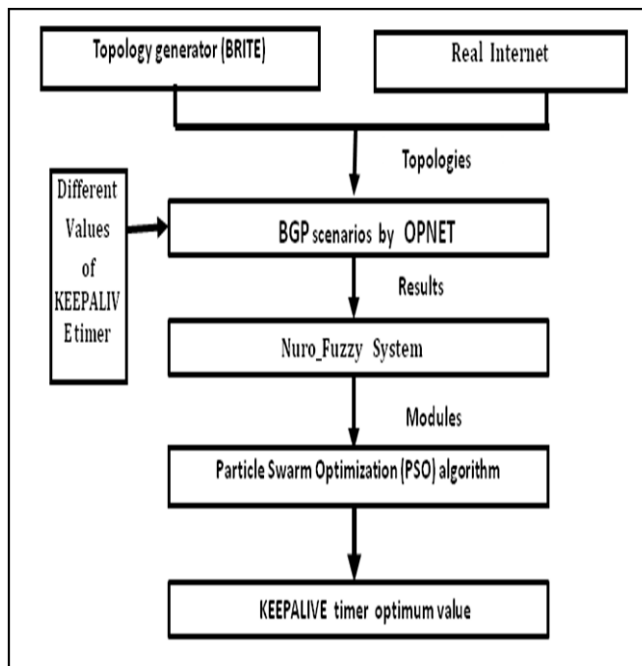 Topology generator (BRITE)
Real Internet
Topologies
Different
Values
of
KEEPALIV
E timer
BGP scenarios by OPNET
Results
Nuro_Fuzzy System
Modules
Particle Swarm Optimization (PSO) algorithm
KEEPALIVE timer optimum value